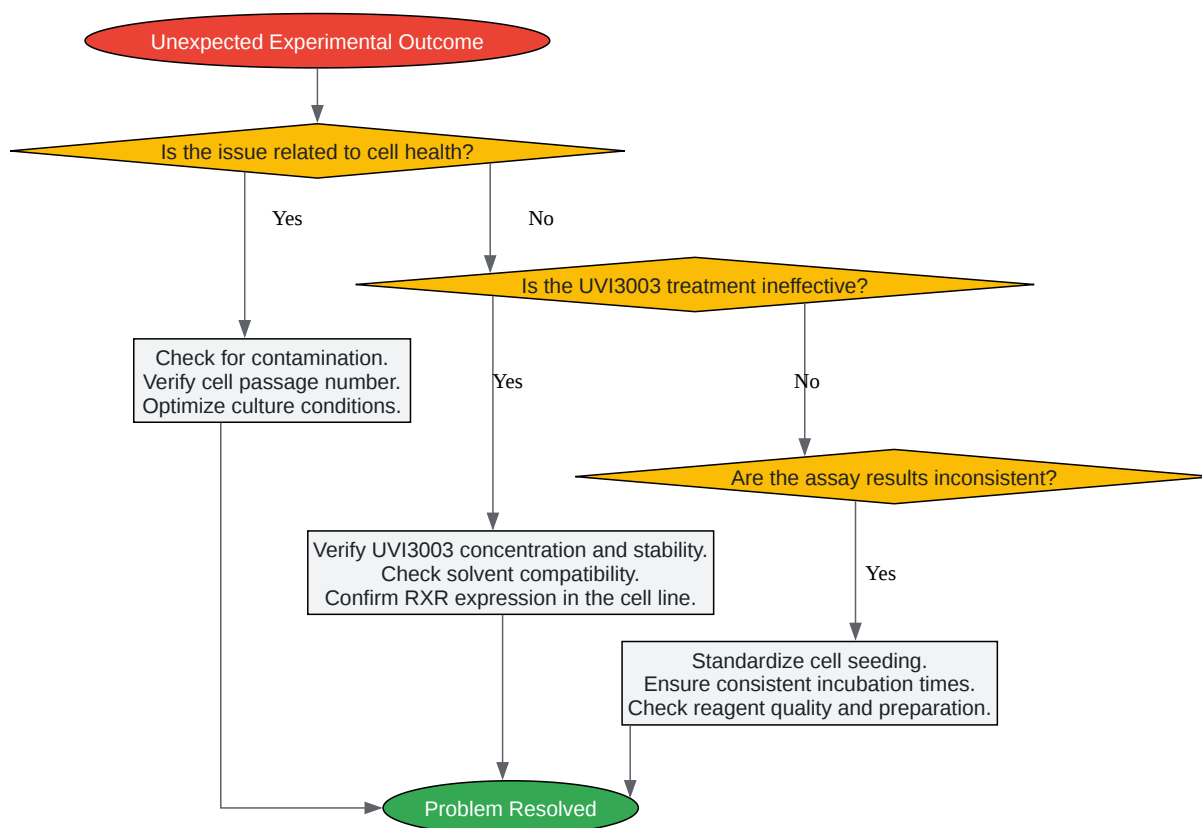 Unexpected Experimental Outcome
Is the issue related to cell health?
Yes
No
Is the UVI3003 treatment ineffective?
Check for contamination.
Verify cell passage number.
Optimize culture conditions.
Yes
No
Are the assay results inconsistent?
Verify UVI3003 concentration and stability.
Check solvent compatibility.
Confirm RXR expression in the cell line.
Yes
Standardize cell seeding.
Ensure consistent incubation times.
Check reagent quality and preparation.
Problem Resolved